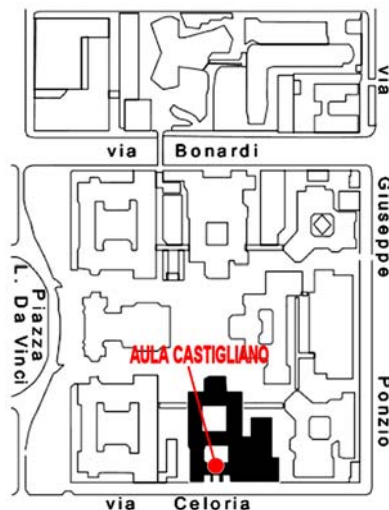 via
via Bonardi
Giuseppe
Piazza
L. Da Vinci
AULA CASTIGLIANO
Ponzio
via Celoria